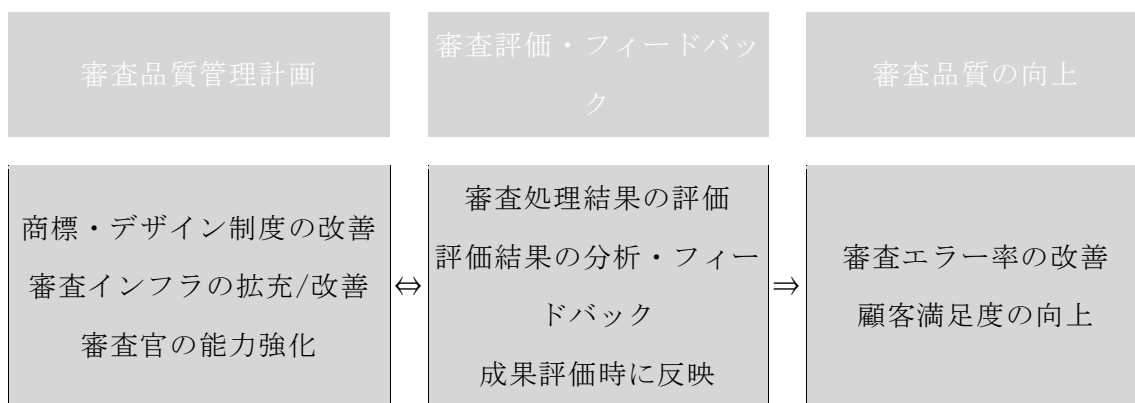 審査品質管理計画
審査評価・フィードバッ
ク
審査品質の向上
商標・デザイン制度の改善
審査インフラの拡充/改善
審査官の能力強化
⇔
審査処理結果の評価
評価結果の分析・フィー
ドバック
成果評価時に反映
⇒
審査エラー率の改善
顧客満足度の向上